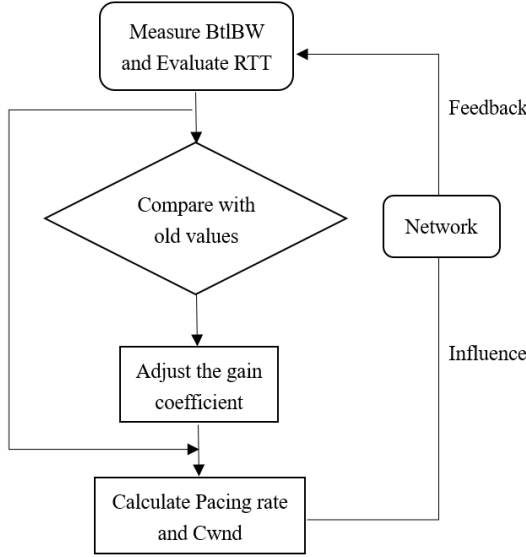 Measure BtlBW
and Evaluate RTT
Feedback
Compare with
old values
Network
Influence
Adjust the gain
coefficient
Calculate Pacing rate
and Cwnd